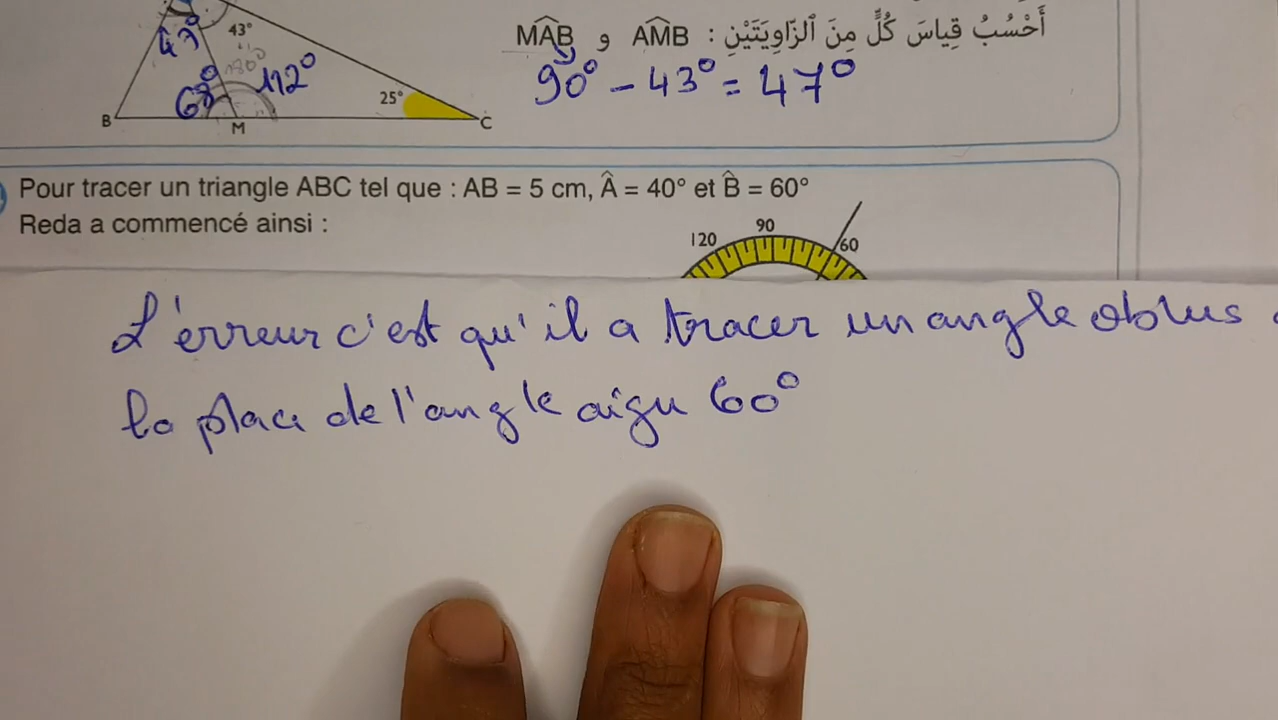 43°
47°
180°
68°
112°
25°
B
M
C
أَحْسُبُ قِياسَ كُلٍّ مِنَ ٱلزّاوِيَتَيْنِ : AM̂B و MÂB
90° - 43° = 47°
Pour tracer un triangle ABC tel que : AB = 5 cm, Â = 40° et B̂ = 60°
Reda a commencé ainsi :
120
90
60
L'erreur c'est qu'il a tracer un angle obtus
la place de l'angle aigu 60°